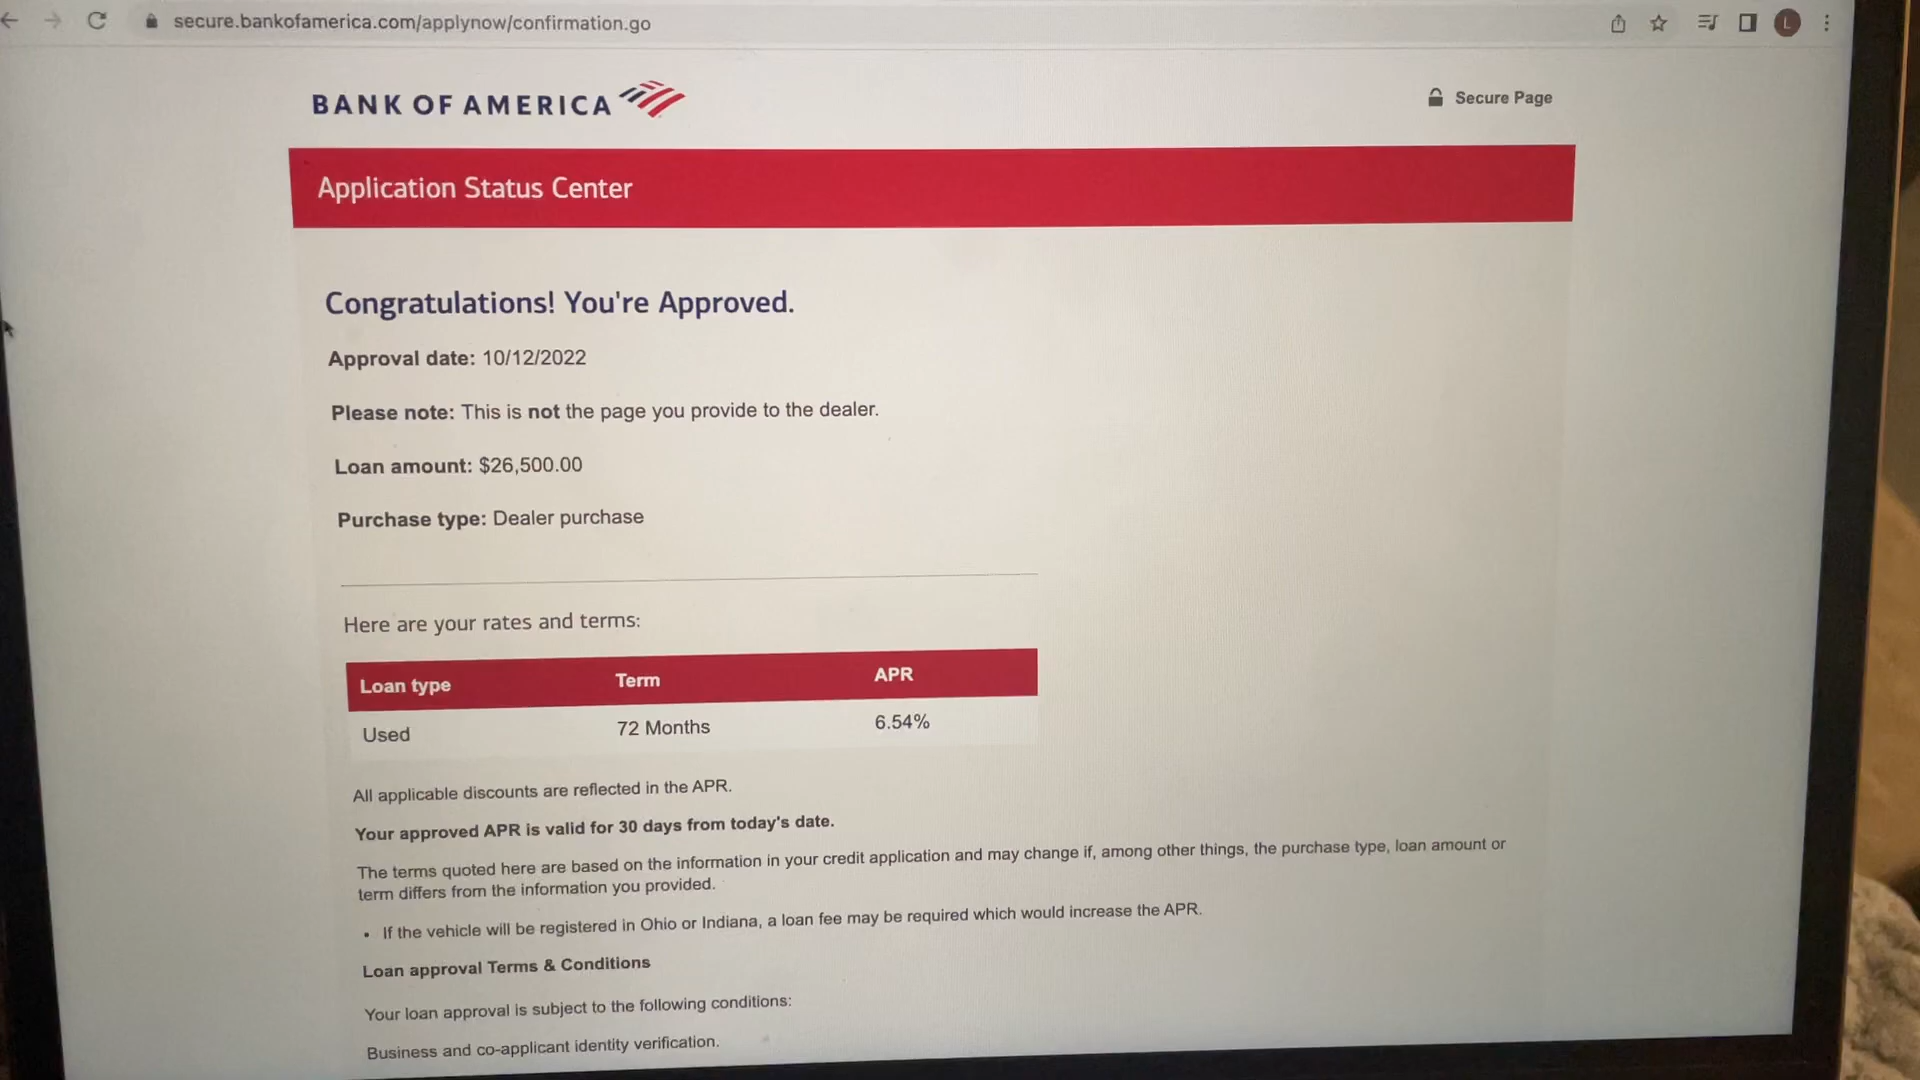 secure.bankofamerica.com/applynow/confirmation.go
L
BANK OF AMERICA
Secure Page
Application Status Center
Congratulations! You're Approved.
Approval date: 10/12/2022
Please note: This is not the page you provide to the dealer.
Loan amount: $26,500.00
Purchase type: Dealer purchase
Here are your rates and terms:
Loan type Term APR
Used 72 Months 6.54%
All applicable discounts are reflected in the APR.
Your approved APR is valid for 30 days from today's date.
The terms quoted here are based on the information in your credit application and may change if, among other things, the purchase type, loan amount or
term differs from the information you provided.
• If the vehicle will be registered in Ohio or Indiana, a loan fee may be required which would increase the APR.
Loan approval Terms & Conditions
Your loan approval is subject to the following conditions:
Business and co-applicant identity verification.